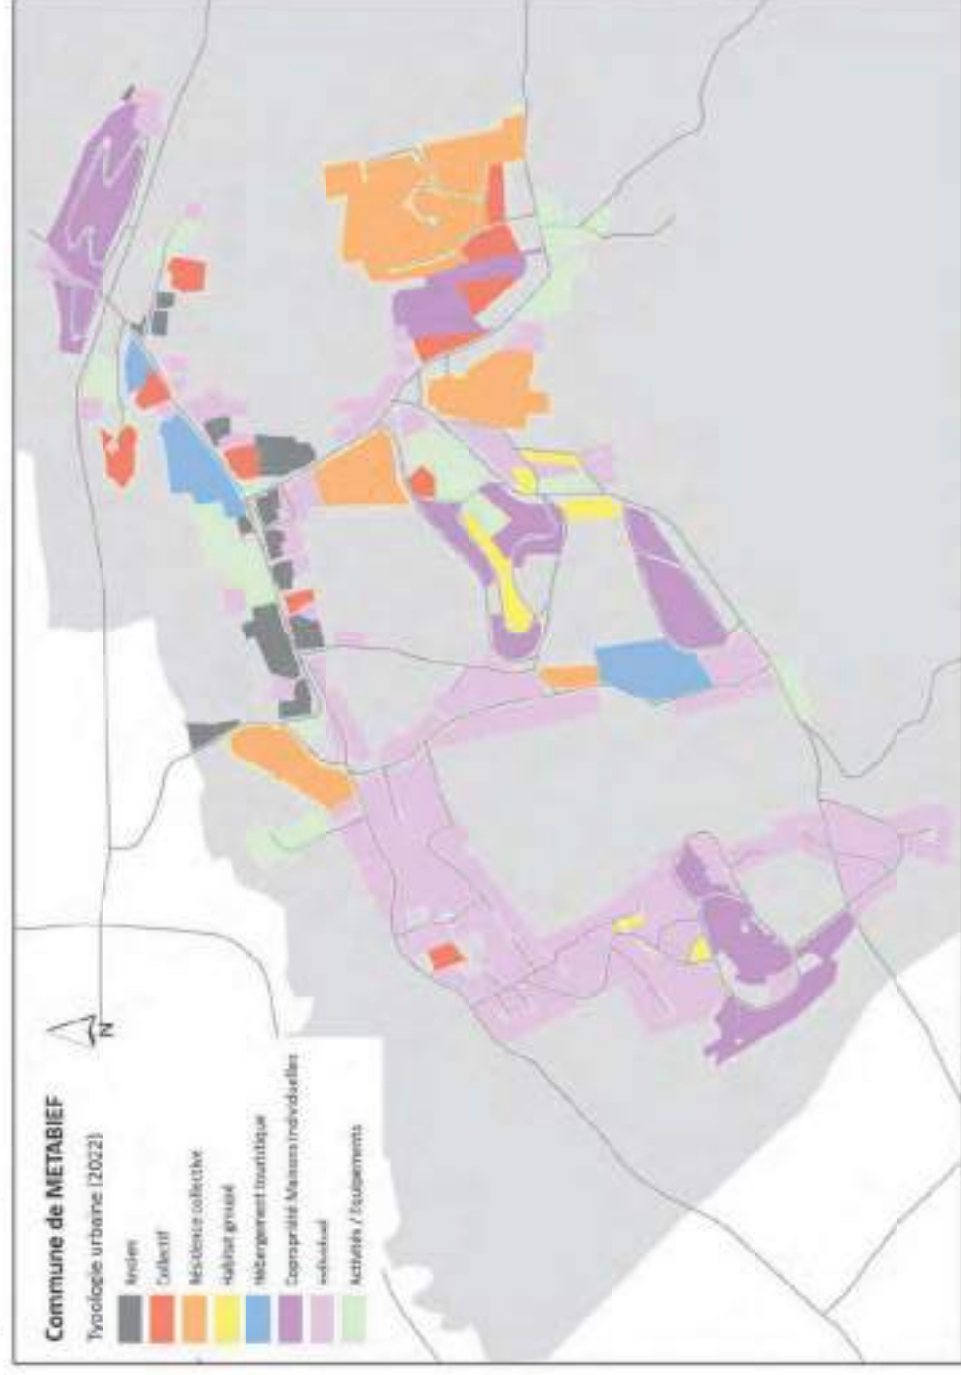 Commune de METABIEF
Typologie urbaine (2022)
Ancien
Collectif
Résidence collective
Habitat groupé
Hébergement touristique
Copropriété Maisons individuelles
Individuel
Activités / Equipements
N